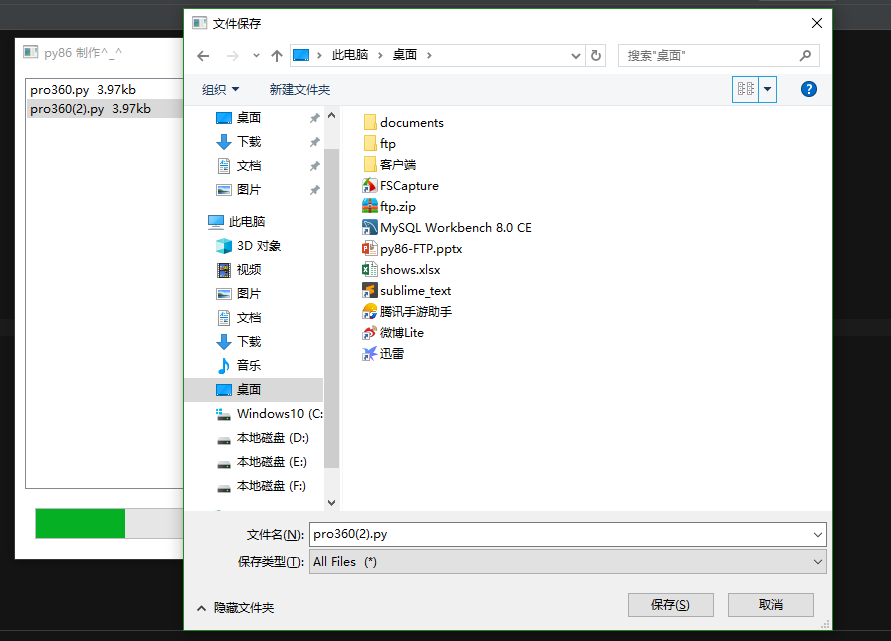 文件保存
py86 制作^_^
pro360.py 3.97kb
pro360(2).py 3.97kb
此电脑
桌面
搜索"桌面"
组织
新建文件夹
桌面
下载
文档
图片
此电脑
3D 对象
视频
图片
文档
下载
音乐
桌面
Windows10 (C:
本地磁盘 (D:)
本地磁盘 (E:)
本地磁盘 (F:)
documents
ftp
客户端
FSCapture
ftp.zip
MySQL Workbench 8.0 CE
py86-FTP.pptx
shows.xlsx
sublime_text
腾讯手游助手
微博Lite
迅雷
文件名(N): pro360(2).py
保存类型(T): All Files (*)
隐藏文件夹
保存(S)
取消